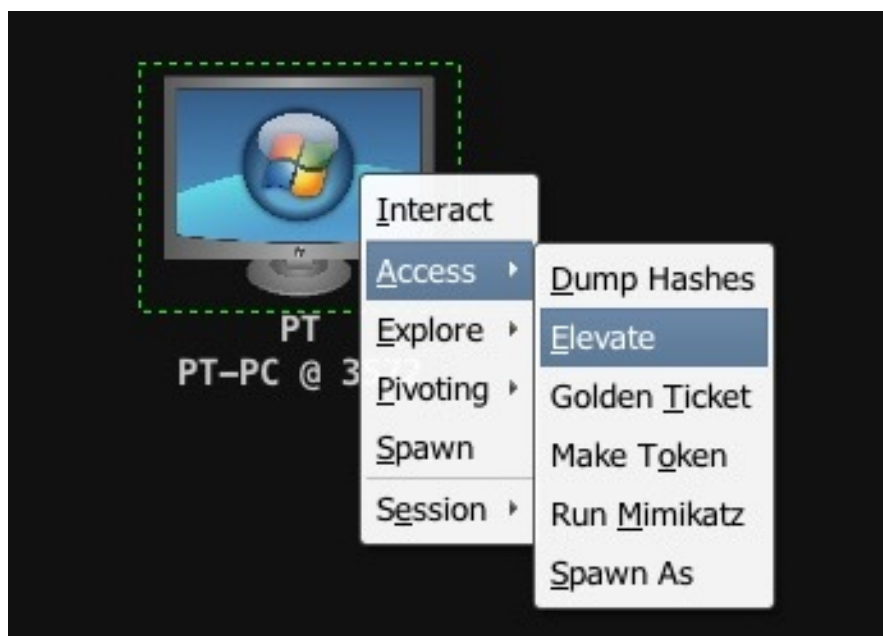 Interact
Access
Explore
Pivoting
Spawn
Session
Dump Hashes
Elevate
Golden Ticket
Make Token
Run Mimikatz
Spawn As
PT
PT-PC @ 3